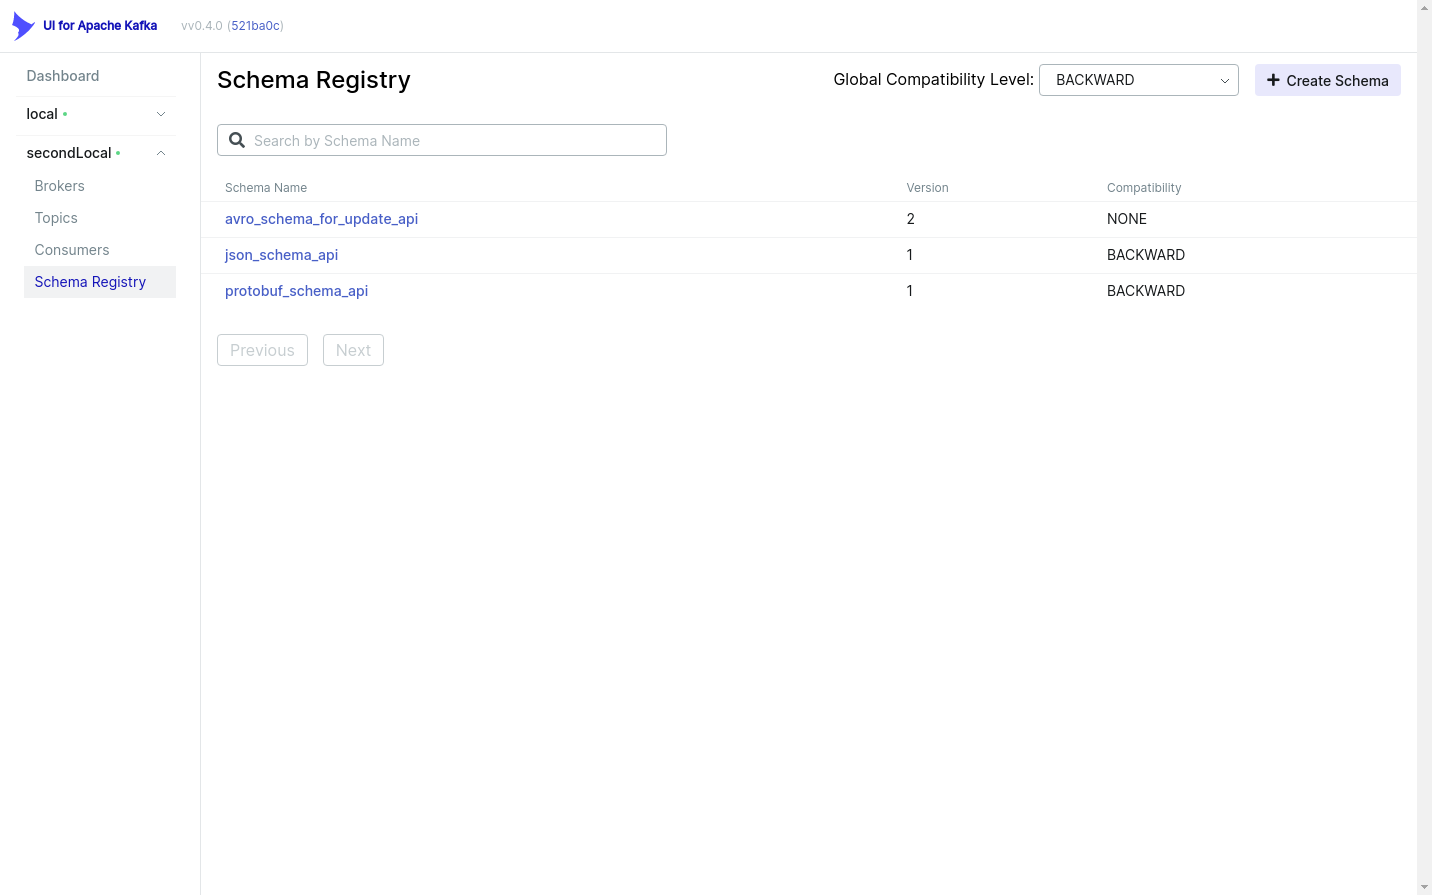 UI for Apache Kafka vv0.4.0 (521ba0c)
Dashboard
local
secondLocal
Brokers
Topics
Consumers
Schema Registry
Schema Registry
Global Compatibility Level: BACKWARD
Create Schema
Search by Schema Name
Schema Name Version Compatibility
avro_schema_for_update_api 2 NONE
json_schema_api 1 BACKWARD
protobuf_schema_api 1 BACKWARD
Previous Next